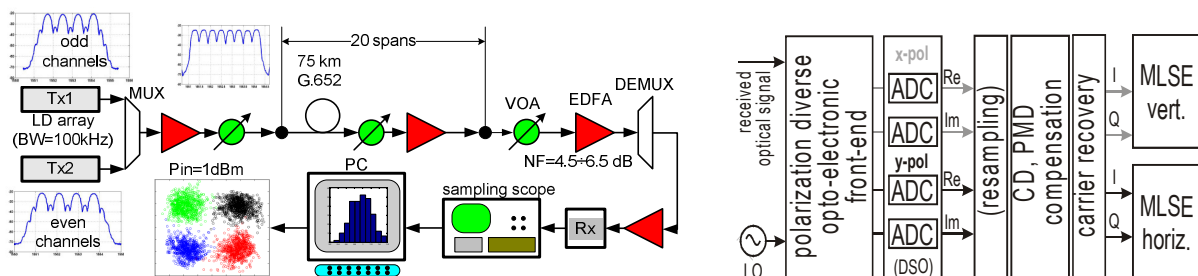 odd
channels
20 spans
75 km
G.652
MUX
DEMUX
VOA
EDFA
Tx1
LD array
(BW=100kHz)
Tx2
NF=4.5÷6.5 dB
Pin=1dBm
PC
sampling scope
Rx
even
channels
received
optical signal
LO
polarization diverse
opto-electronic
front-end
x-pol
ADC
Re
ADC
Im
y-pol
ADC
Re
ADC
Im
(DSO)
(resampling)
CD, PMD
compensation
carrier recovery
I
Q
MLSE
vert.
I
Q
MLSE
horiz.